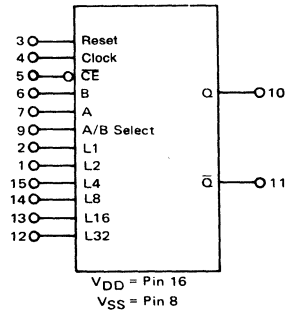 3 Reset
4 Clock
5 C̅E̅
6 B
7 A
9 A/B Select
2 L1
1 L2
15 L4
14 L8
13 L16
12 L32
Q 10
Q̅ 11
VDD = Pin 16
VSS = Pin 8